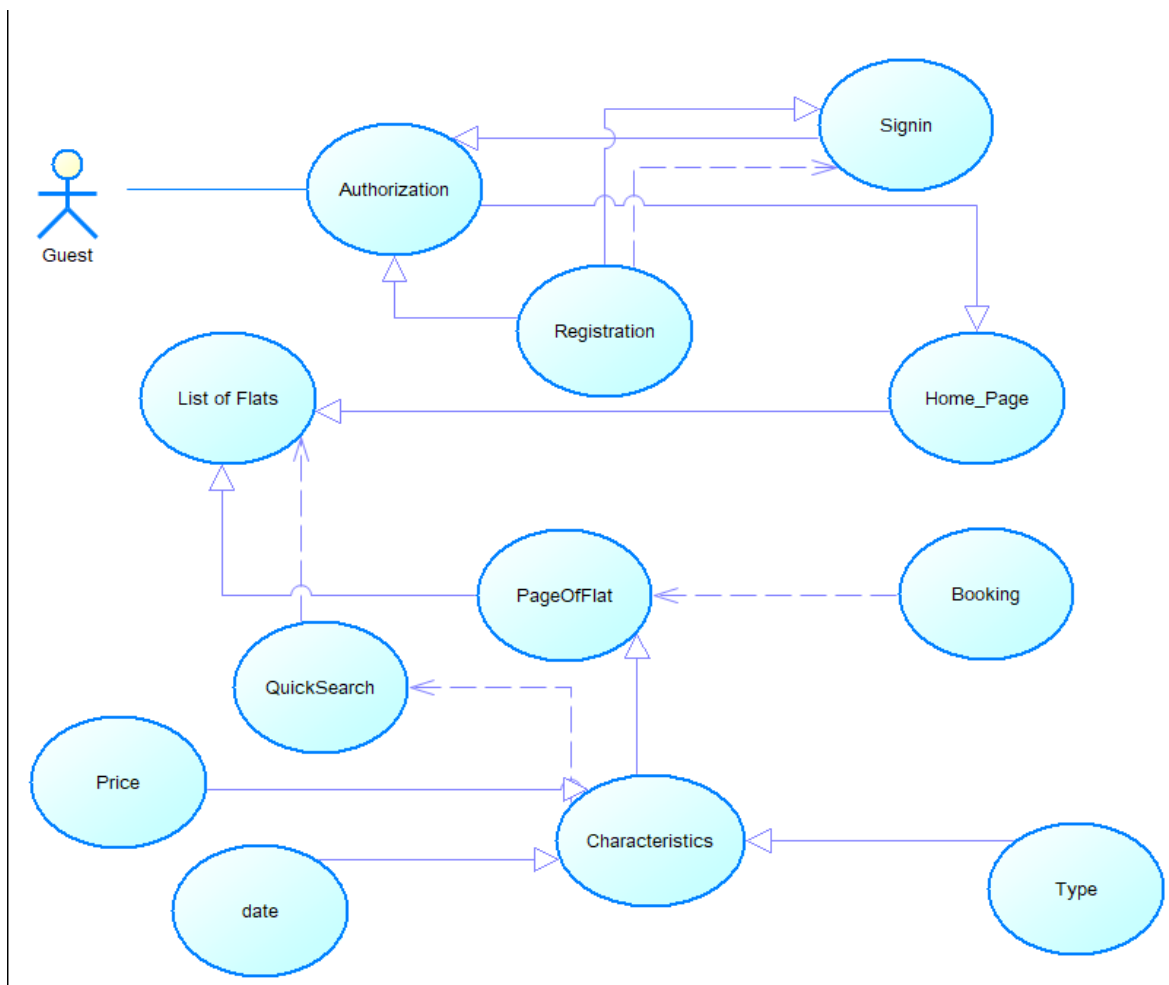 Signin
Authorization
Guest
Registration
List of Flats
Home_Page
PageOfFlat
Booking
QuickSearch
Price
Characteristics
Type
date